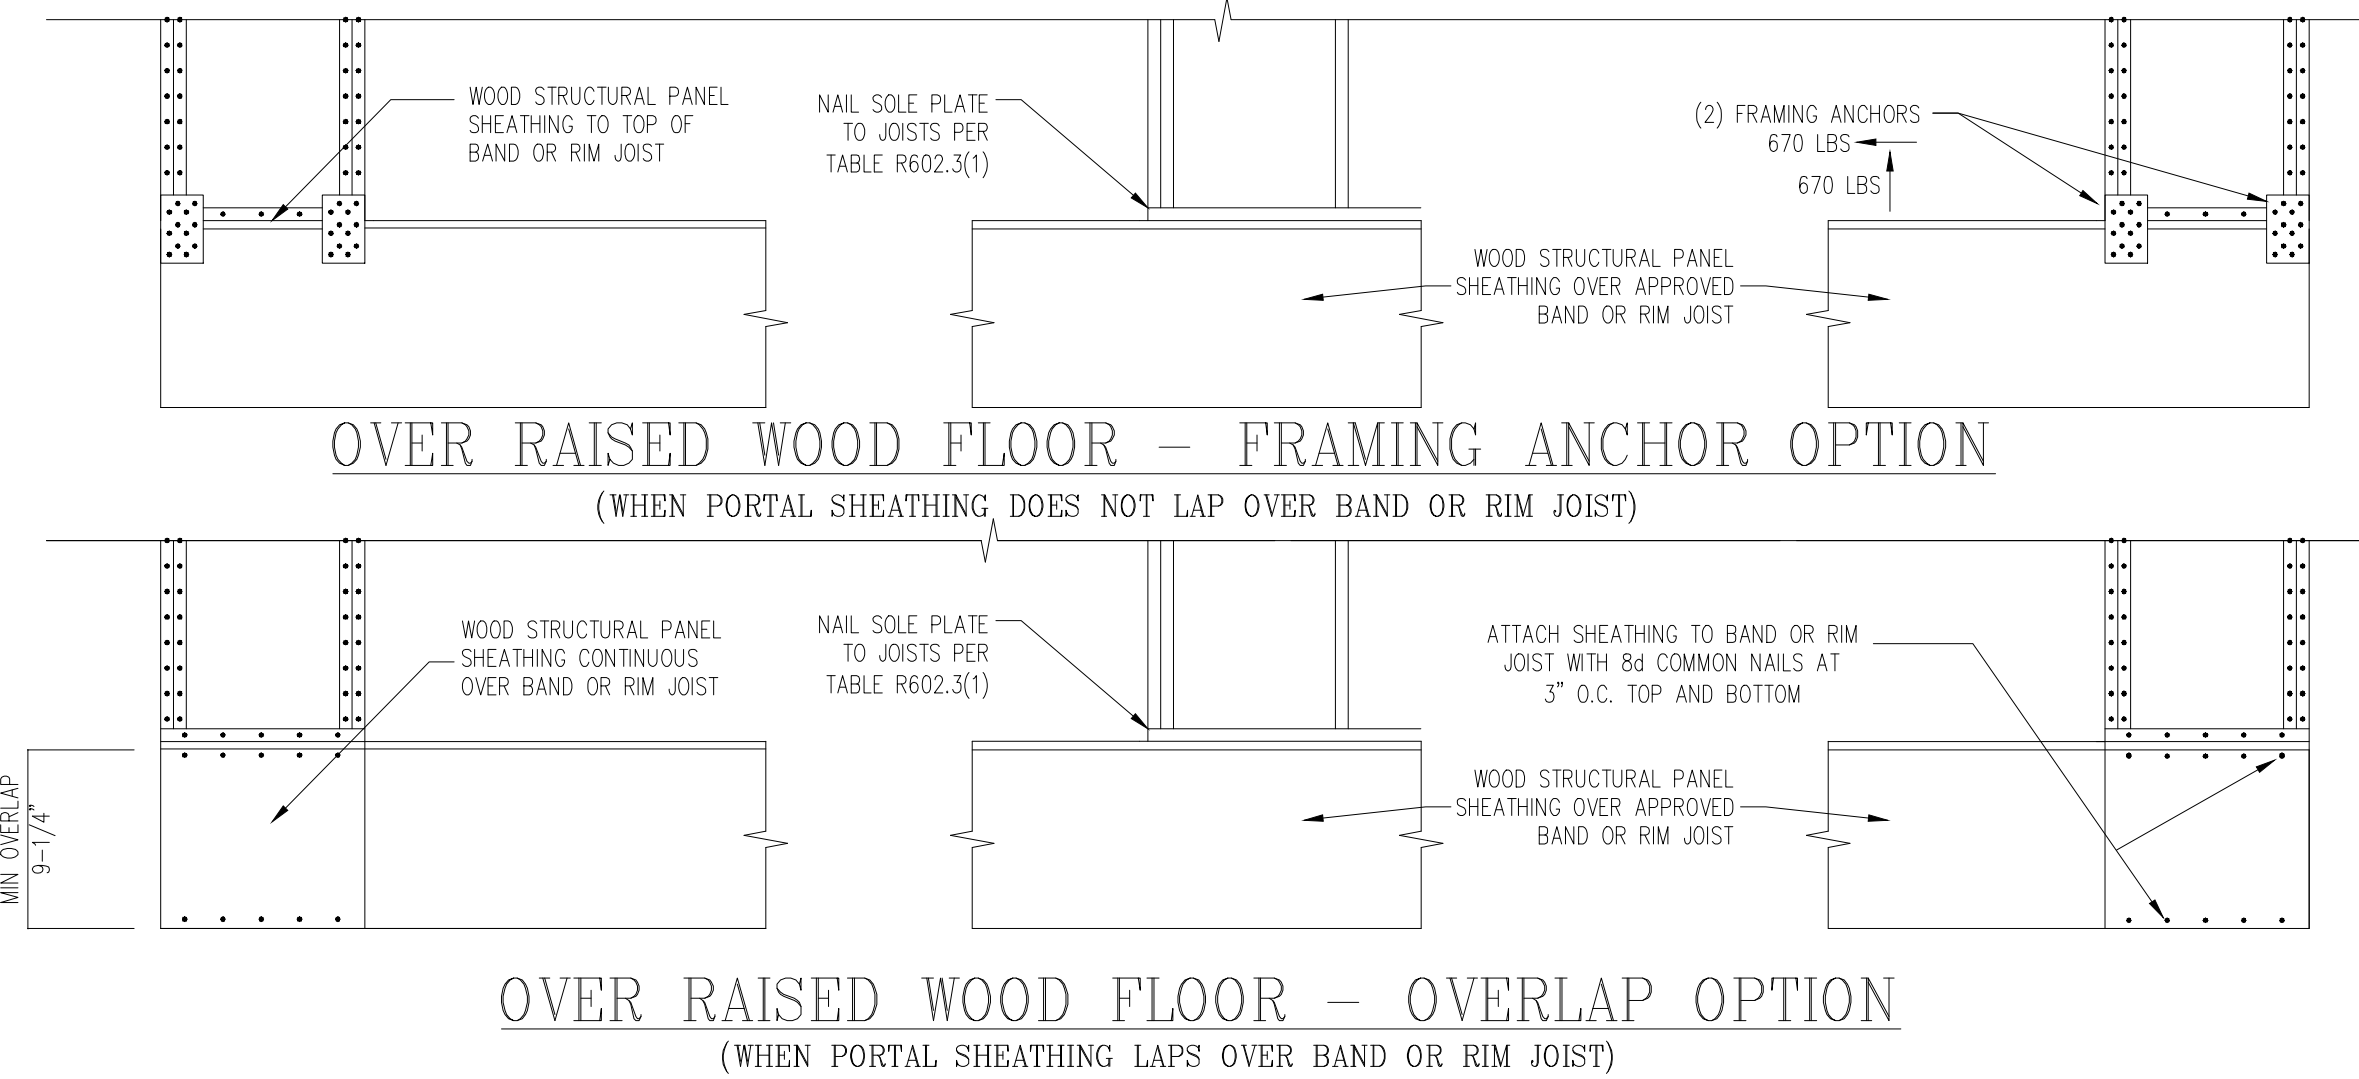 WOOD STRUCTURAL PANEL
SHEATHING TO TOP OF
BAND OR RIM JOIST
NAIL SOLE PLATE
TO JOISTS PER
TABLE R602.3(1)
(2) FRAMING ANCHORS
670 LBS
670 LBS
WOOD STRUCTURAL PANEL
SHEATHING OVER APPROVED
BAND OR RIM JOIST
OVER RAISED WOOD FLOOR – FRAMING ANCHOR OPTION
(WHEN PORTAL SHEATHING DOES NOT LAP OVER BAND OR RIM JOIST)
WOOD STRUCTURAL PANEL
SHEATHING CONTINUOUS
OVER BAND OR RIM JOIST
NAIL SOLE PLATE
TO JOISTS PER
TABLE R602.3(1)
ATTACH SHEATHING TO BAND OR RIM
JOIST WITH 8d COMMON NAILS AT
3" O.C. TOP AND BOTTOM
MIN OVERLAP
9-1/4"
WOOD STRUCTURAL PANEL
SHEATHING OVER APPROVED
BAND OR RIM JOIST
OVER RAISED WOOD FLOOR – OVERLAP OPTION
(WHEN PORTAL SHEATHING LAPS OVER BAND OR RIM JOIST)